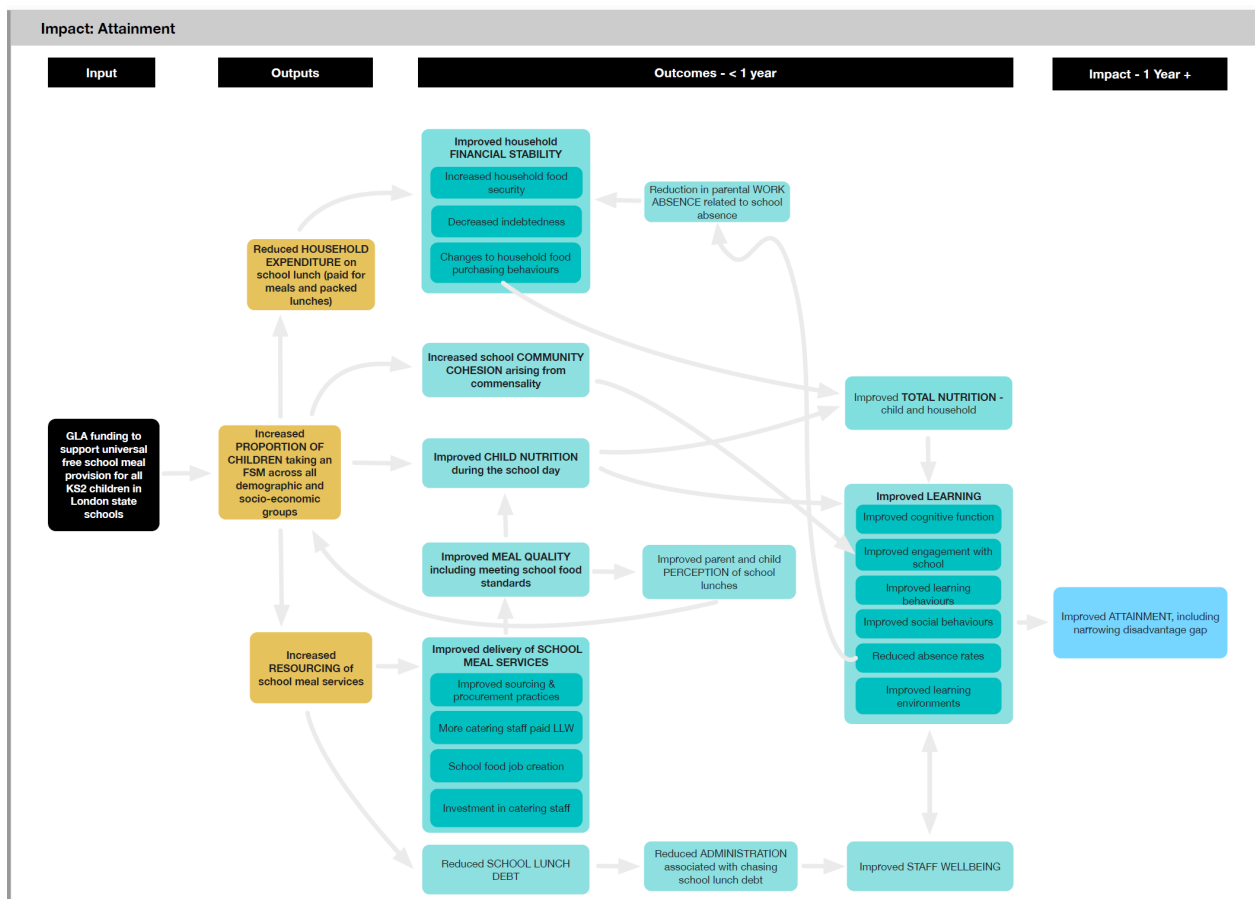 Impact: Attainment
Input
Outputs
Outcomes - < 1 year
Impact - 1 Year +
GLA funding to
support universal
free school meal
provision for all
KS2 children in
London state
schools
Reduced HOUSEHOLD
EXPENDITURE on
school lunch (paid for
meals and packed
lunches)
Increased
PROPORTION OF
CHILDREN taking an
FSM across all
demographic and
socio-economic
groups
Increased
RESOURCING of
school meal services
Improved household
FINANCIAL STABILITY
Increased household food
security
Decreased indebtedness
Changes to household food
purchasing behaviours
Reduction in parental WORK
ABSENCE related to school
absence
Increased school COMMUNITY
COHESION arising from
commensality
Improved CHILD NUTRITION
during the school day
Improved MEAL QUALITY
including meeting school food
standards
Improved parent and child
PERCEPTION of school
lunches
Improved delivery of SCHOOL
MEAL SERVICES
Improved sourcing &
procurement practices
More catering staff paid LLW
School food job creation
Investment in catering staff
Reduced SCHOOL LUNCH
DEBT
Reduced ADMINISTRATION
associated with chasing
school lunch debt
Improved TOTAL NUTRITION -
child and household
Improved LEARNING
Improved cognitive function
Improved engagement with
school
Improved learning
behaviours
Improved social behaviours
Reduced absence rates
Improved learning
environments
Improved STAFF WELLBEING
Improved ATTAINMENT, including
narrowing disadvantage gap